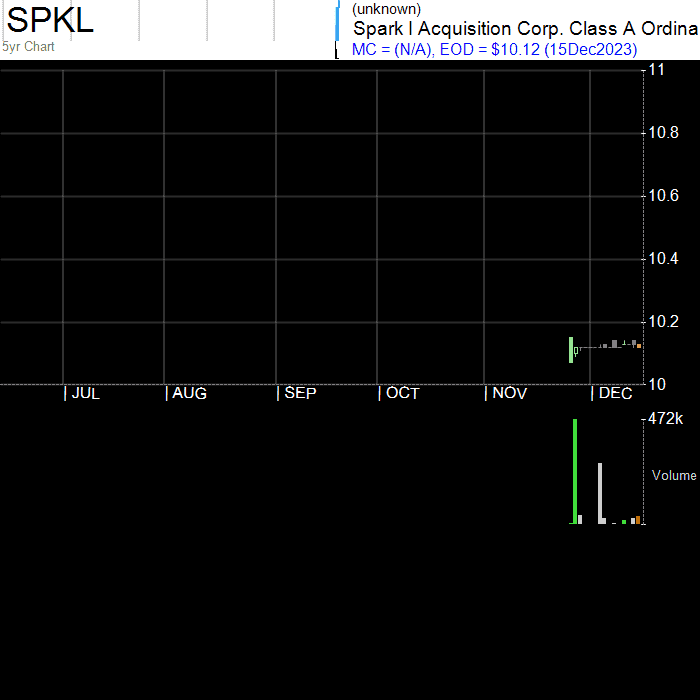 SPKL
5yr Chart
(unknown)
Spark I Acquisition Corp. Class A Ordina
MC = (N/A), EOD = $10.12 (15Dec2023)
11
10.8
10.6
10.4
10.2
10
| JUL | AUG | SEP | OCT | NOV | DEC
472k
Volume